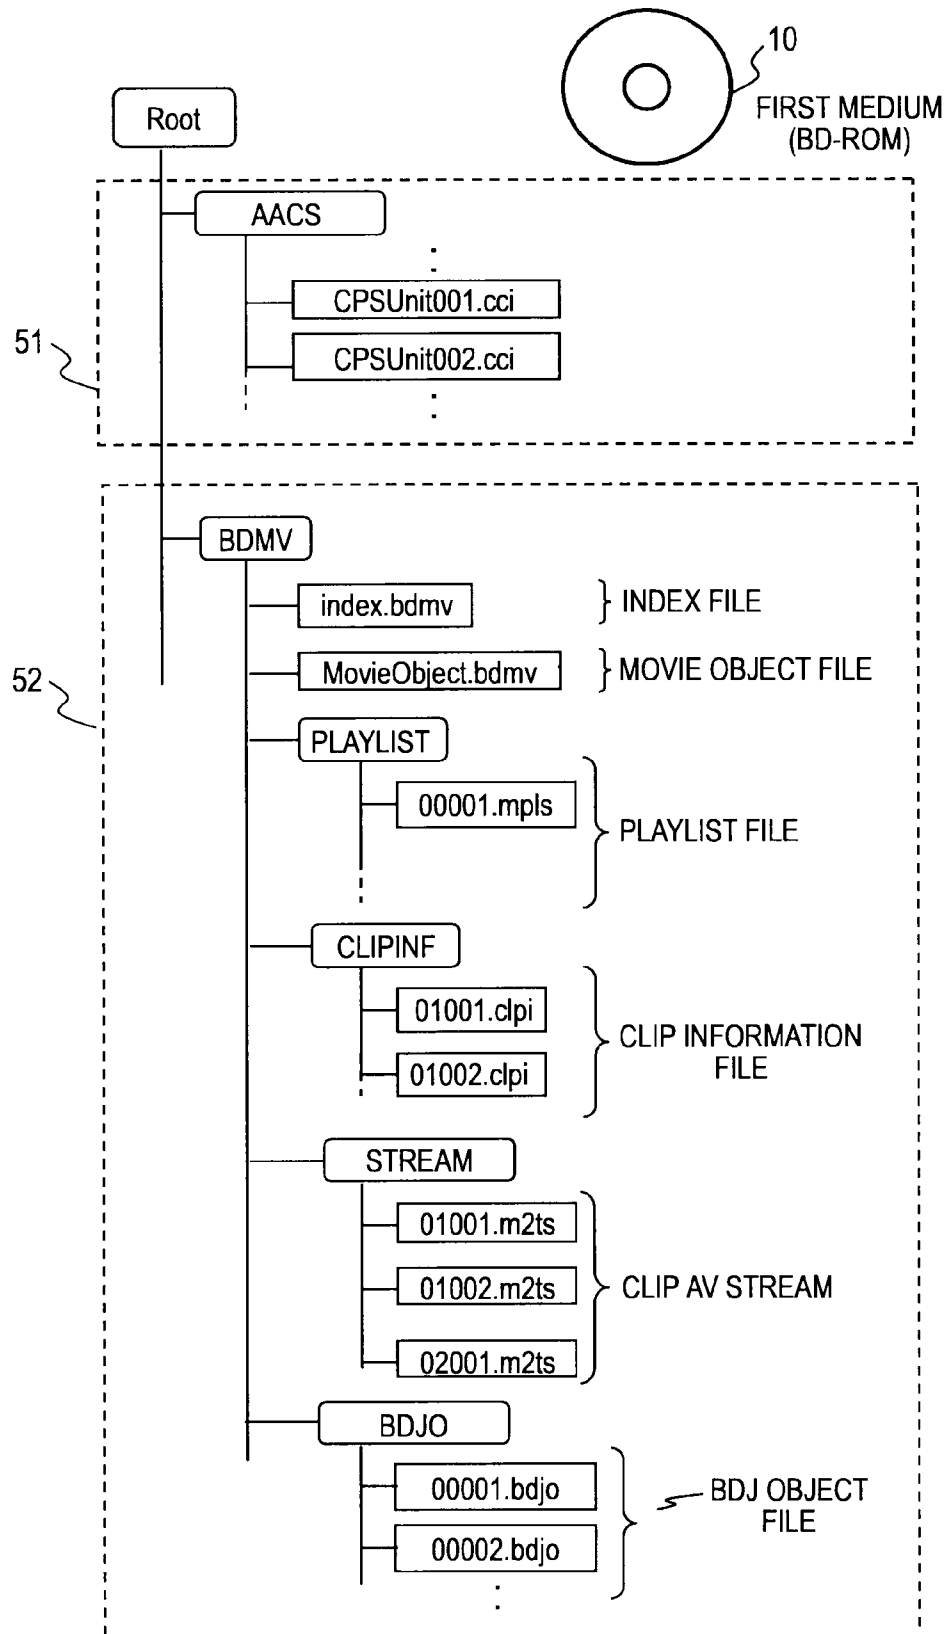 10
FIRST MEDIUM
(BD-ROM)
Root
AACS
CPSUnit001.cci
CPSUnit002.cci
51
BDMV
index.bdmv
INDEX FILE
MovieObject.bdmv
MOVIE OBJECT FILE
52
PLAYLIST
00001.mpls
PLAYLIST FILE
CLIPINF
01001.clpi
01002.clpi
CLIP INFORMATION
FILE
STREAM
01001.m2ts
01002.m2ts
02001.m2ts
CLIP AV STREAM
BDJO
00001.bdjo
00002.bdjo
BDJ OBJECT
FILE